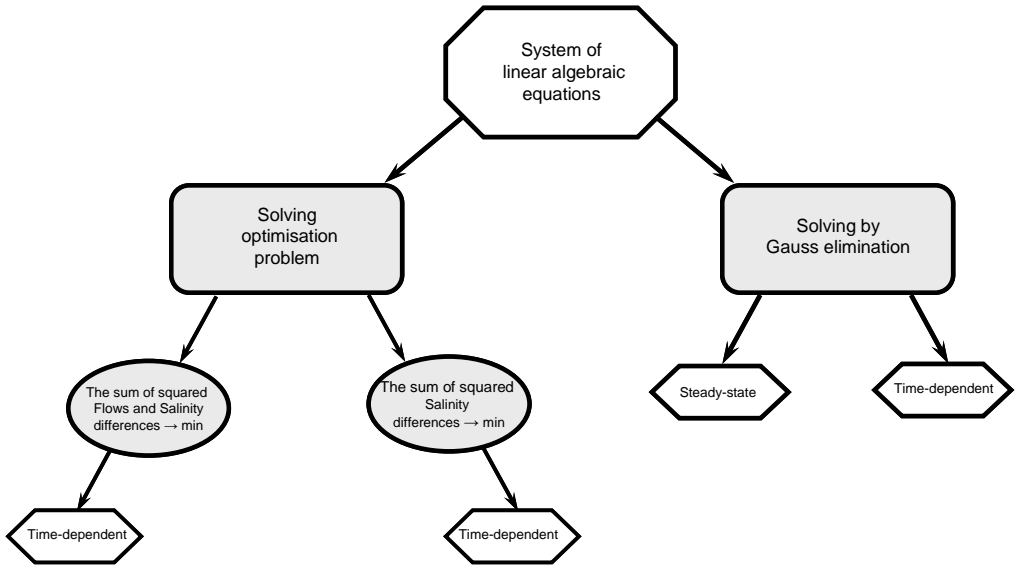 System of
linear algebraic
equations
Solving
optimisation
problem
Solving by
Gauss elimination
The sum of squared
Flows and Salinity
differences → min
The sum of squared
Salinity
differences → min
Steady-state
Time-dependent
Time-dependent
Time-dependent